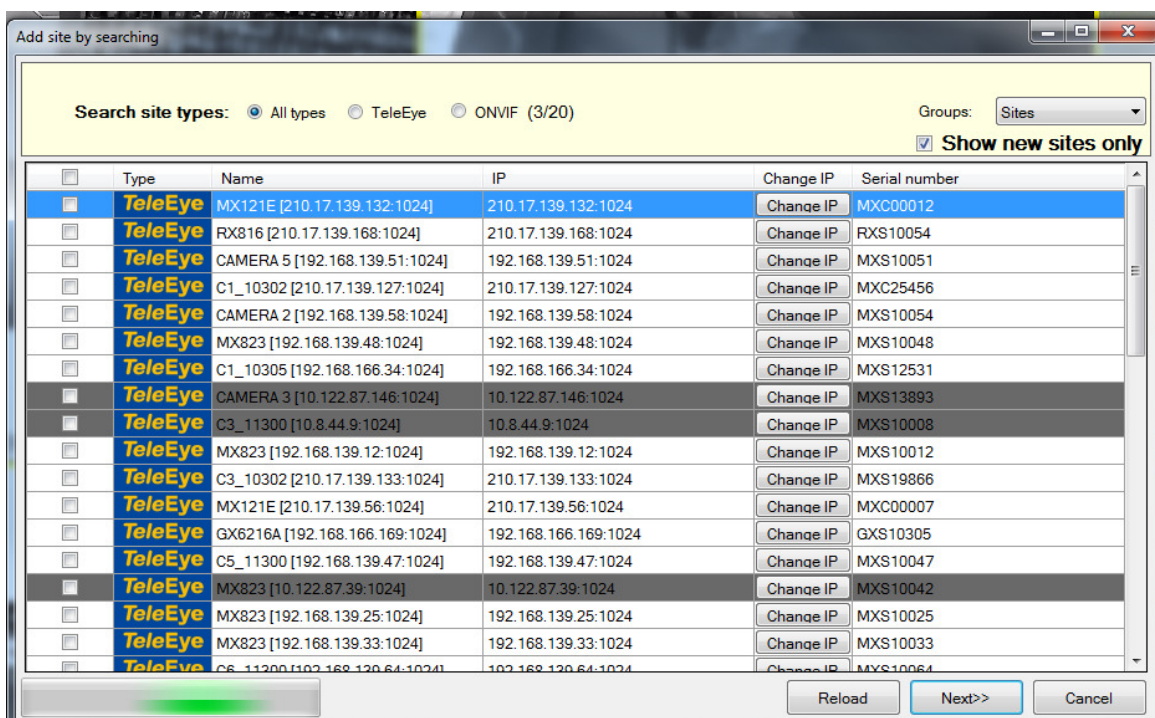 Add site by searching
Search site types: All types TeleEye ONVIF (3/20) Groups: Sites
Show new sites only
Type Name IP Change IP Serial number
TeleEye MX121E [210.17.139.132:1024] 210.17.139.132:1024 Change IP MXC00012
TeleEye RX816 [210.17.139.168:1024] 210.17.139.168:1024 Change IP RXS10054
TeleEye CAMERA 5 [192.168.139.51:1024] 192.168.139.51:1024 Change IP MXS10051
TeleEye C1_10302 [210.17.139.127:1024] 210.17.139.127:1024 Change IP MXC25456
TeleEye CAMERA 2 [192.168.139.58:1024] 192.168.139.58:1024 Change IP MXS10054
TeleEye MX823 [192.168.139.48:1024] 192.168.139.48:1024 Change IP MXS10048
TeleEye C1_10305 [192.168.166.34:1024] 192.168.166.34:1024 Change IP MXS12531
TeleEye CAMERA 3 [10.122.87.146:1024] 10.122.87.146:1024 Change IP MXS13893
TeleEye C3_11300 [10.8.44.9:1024] 10.8.44.9:1024 Change IP MXS10008
TeleEye MX823 [192.168.139.12:1024] 192.168.139.12:1024 Change IP MXS10012
TeleEye C3_10302 [210.17.139.133:1024] 210.17.139.133:1024 Change IP MXS19866
TeleEye MX121E [210.17.139.56:1024] 210.17.139.56:1024 Change IP MXC00007
TeleEye GX6216A [192.168.166.169:1024] 192.168.166.169:1024 Change IP GXS10305
TeleEye C5_11300 [192.168.139.47:1024] 192.168.139.47:1024 Change IP MXS10047
TeleEye MX823 [10.122.87.39:1024] 10.122.87.39:1024 Change IP MXS10042
TeleEye MX823 [192.168.139.25:1024] 192.168.139.25:1024 Change IP MXS10025
TeleEye MX823 [192.168.139.33:1024] 192.168.139.33:1024 Change IP MXS10033
TeleEye C6_11300 [192.168.139.64:1024] 192.168.139.64:1024 Change IP MXS10064
Reload Next>> Cancel